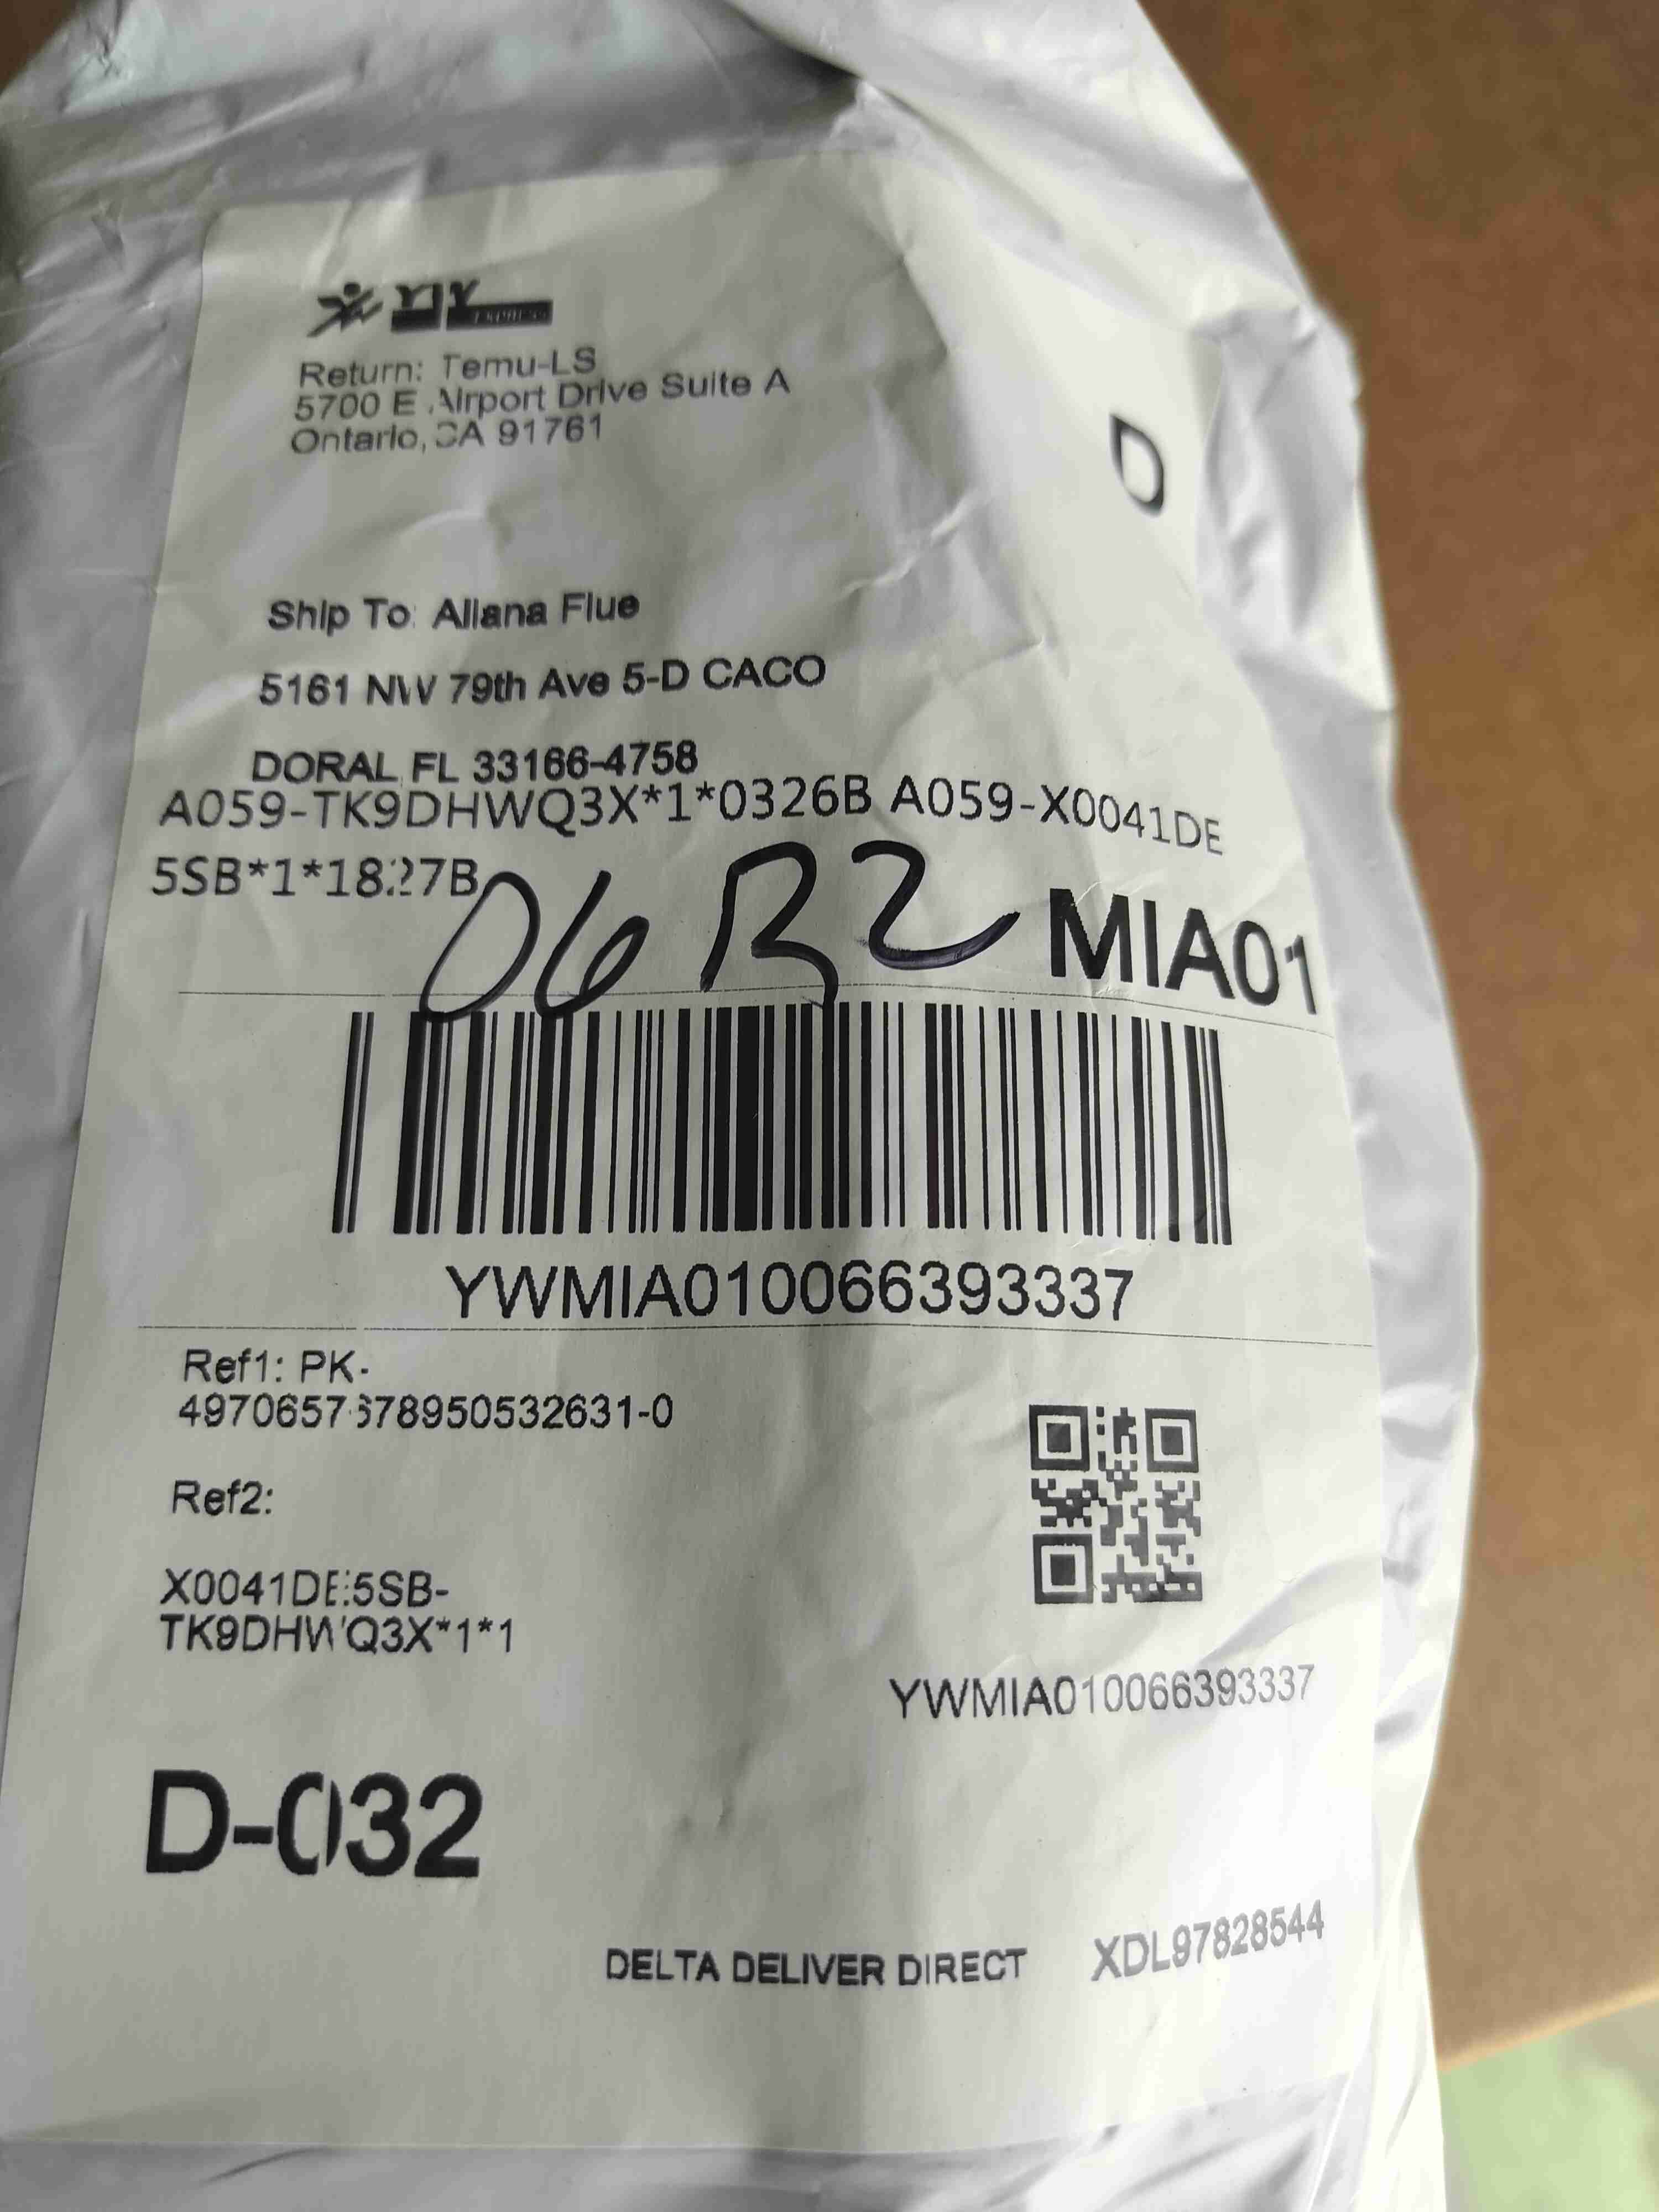 EXPRESS
Return: Temu-LS
5700 E Airport Drive Suite A
Ontario, CA 91761
D
Ship To: Allana Flue
5161 NW 79th Ave 5-D CACO
DORAL FL 33166-4758
A059-TK9DHWQ3X*1*0326B A059-X0041DE
5SB*1*1827B
06 B2
MIA01
YWMIA010066393337
Ref1: PK-
4970657678950532631-0
Ref2:
X0041DE5SB-
TK9DHWQ3X*1*1
YWMIA010066393337
D-032
DELTA DELIVER DIRECT XDL97828544